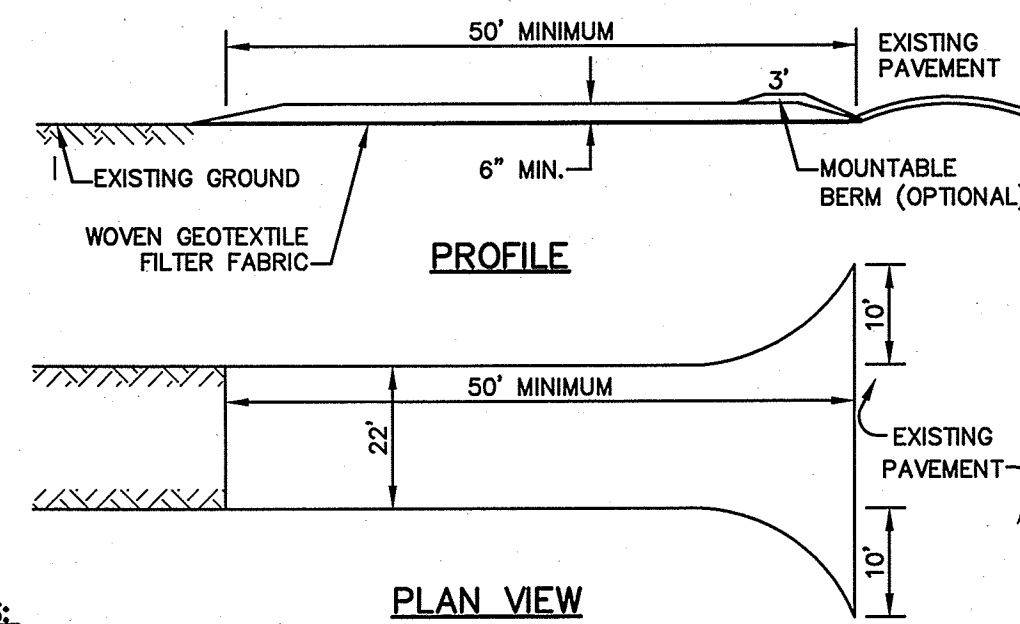 50' MINIMUM
EXISTING
PAVEMENT
3'
EXISTING GROUND
6" MIN.
MOUNTABLE
BERM (OPTIONAL)
WOVEN GEOTEXTILE
FILTER FABRIC
PROFILE
10'
50' MINIMUM
22'
EXISTING
PAVEMENT
10'
PLAN VIEW